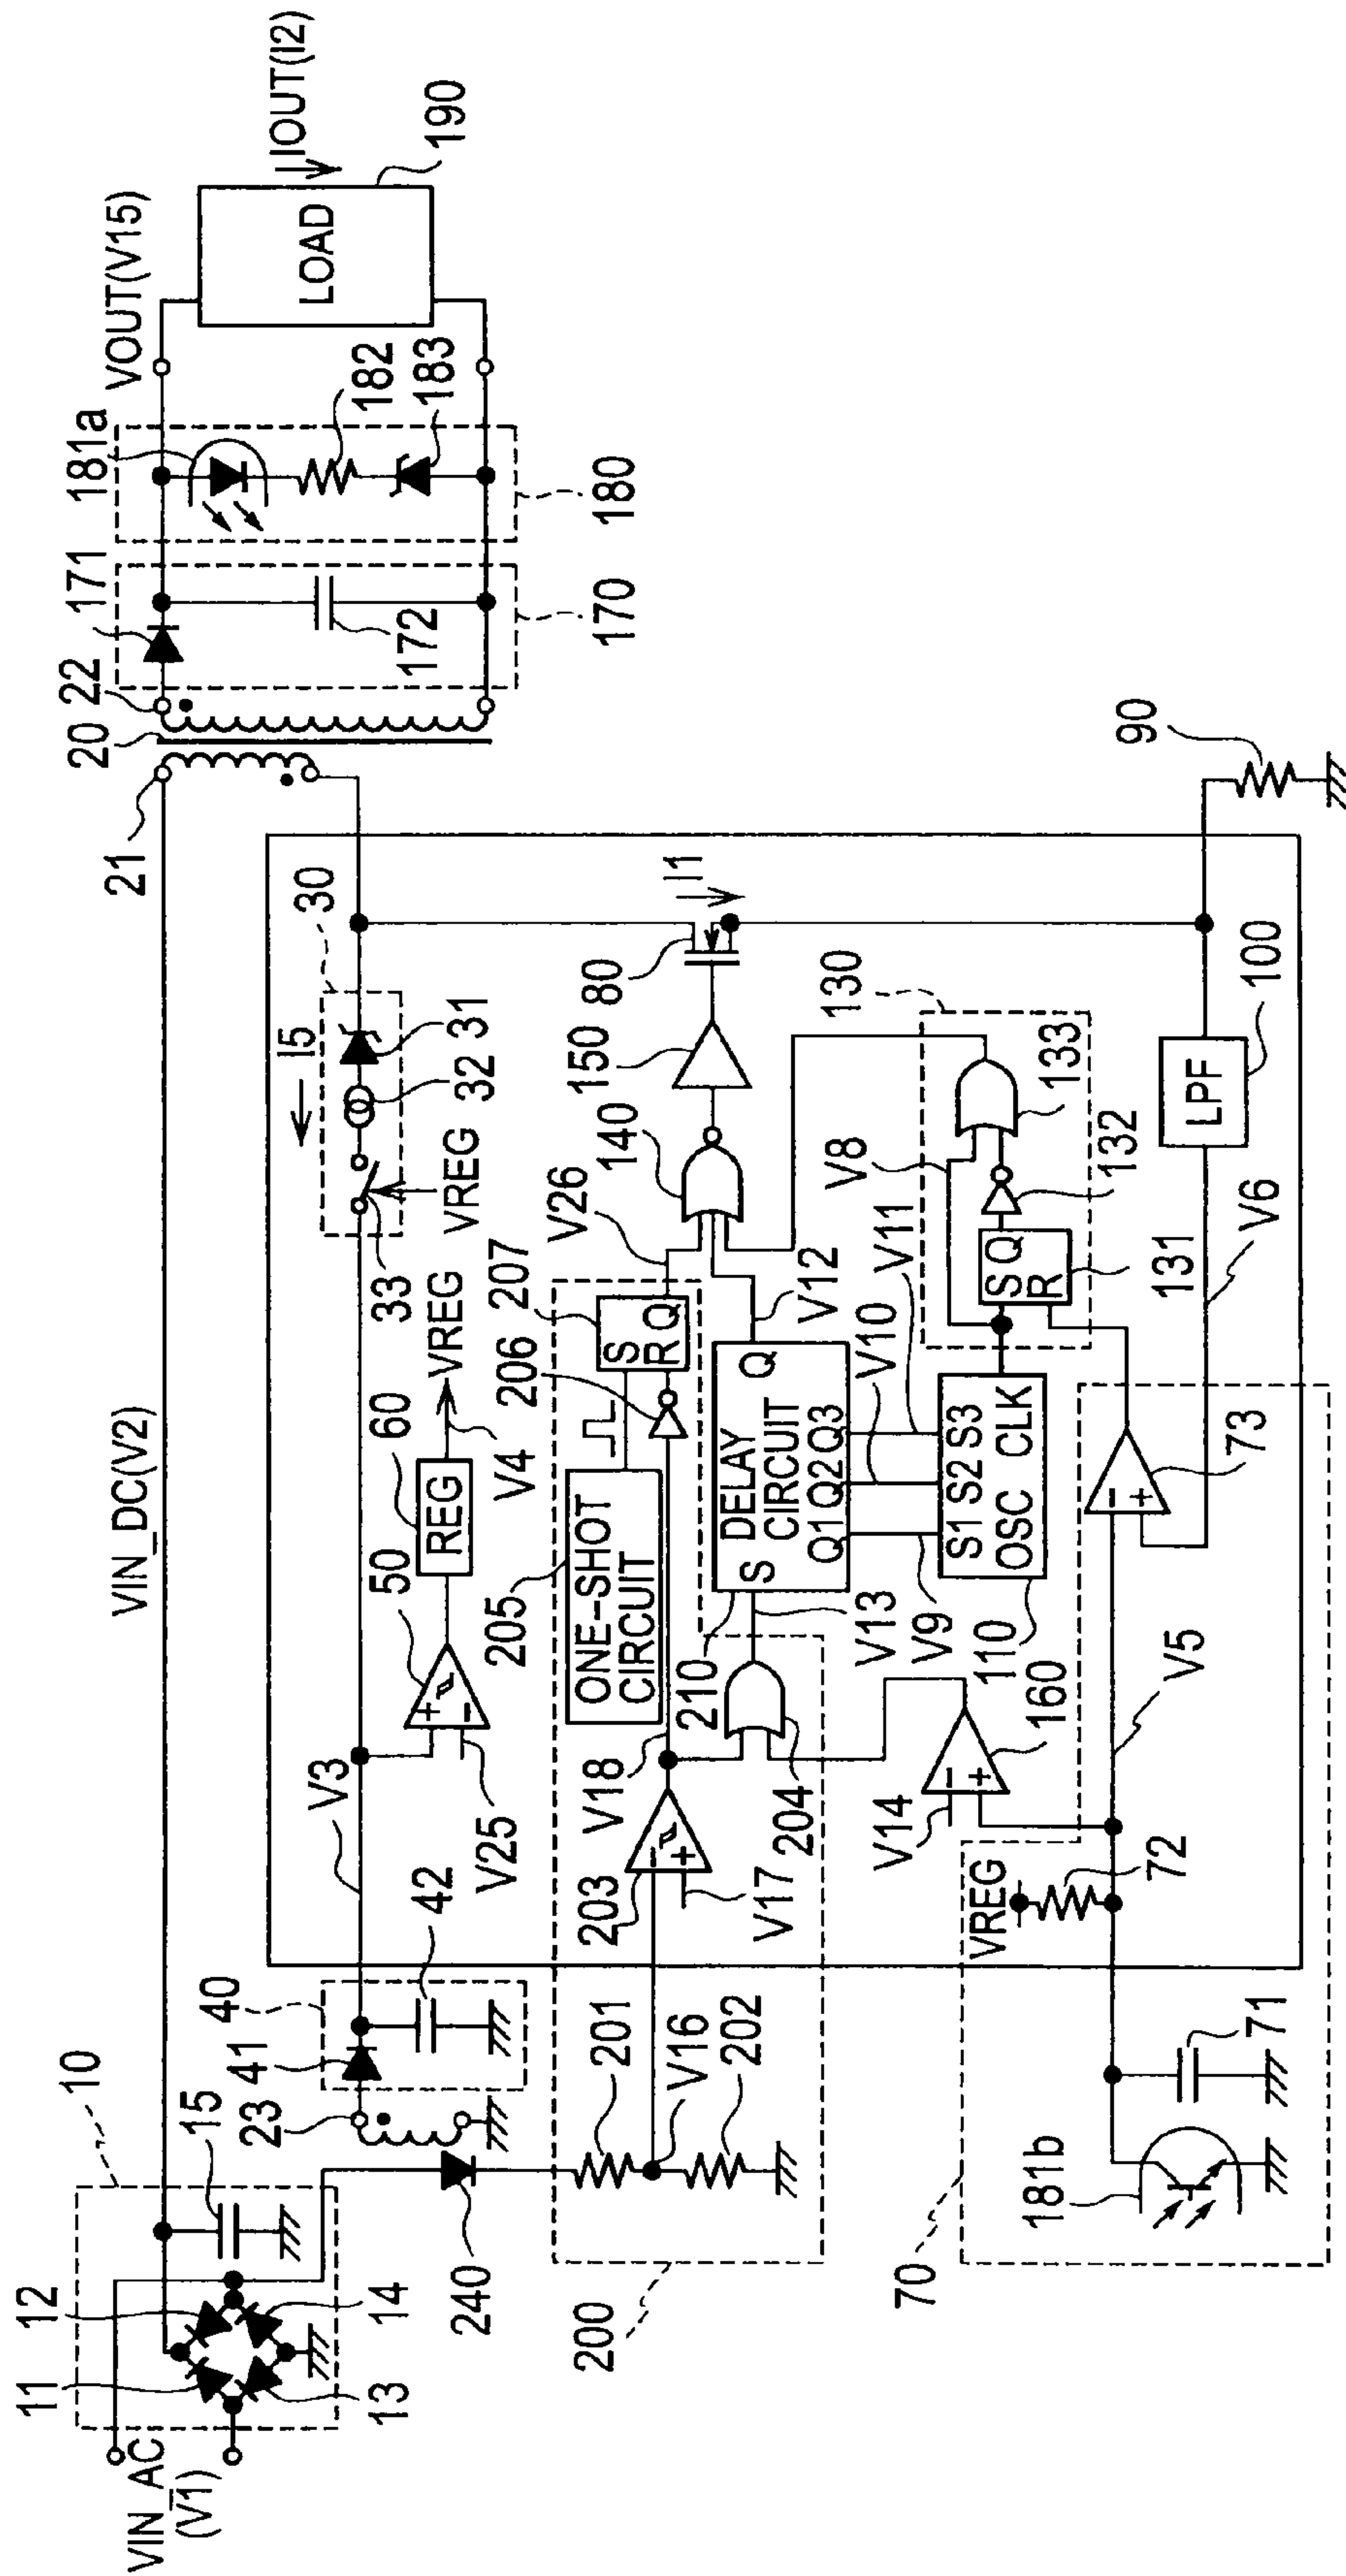 VIN_AC
(V1)
10
11
12
13
14
15
VIN_DC(V2)
21
20
22
171
172
170
181a
182
183
180
VOUT(V15)
LOAD
190
IOUT(I2)
23
41
40
42
V3
V25
50
60
REG
V4
VREG
33
VREG
32
31
30
I5
240
201
V16
202
200
203
V17
V18
204
205
ONE-SHOT
CIRCUIT
206
207
S
R
Q
V26
140
150
80
I1
210
S
DELAY
CIRCUIT
Q
Q1
Q2
Q3
V12
V13
V9
V10
V11
S1
S2
S3
OSC
CLK
110
V8
S
R
Q
131
132
133
130
V14
160
181b
71
VREG
72
70
V5
73
V6
LPF
100
90